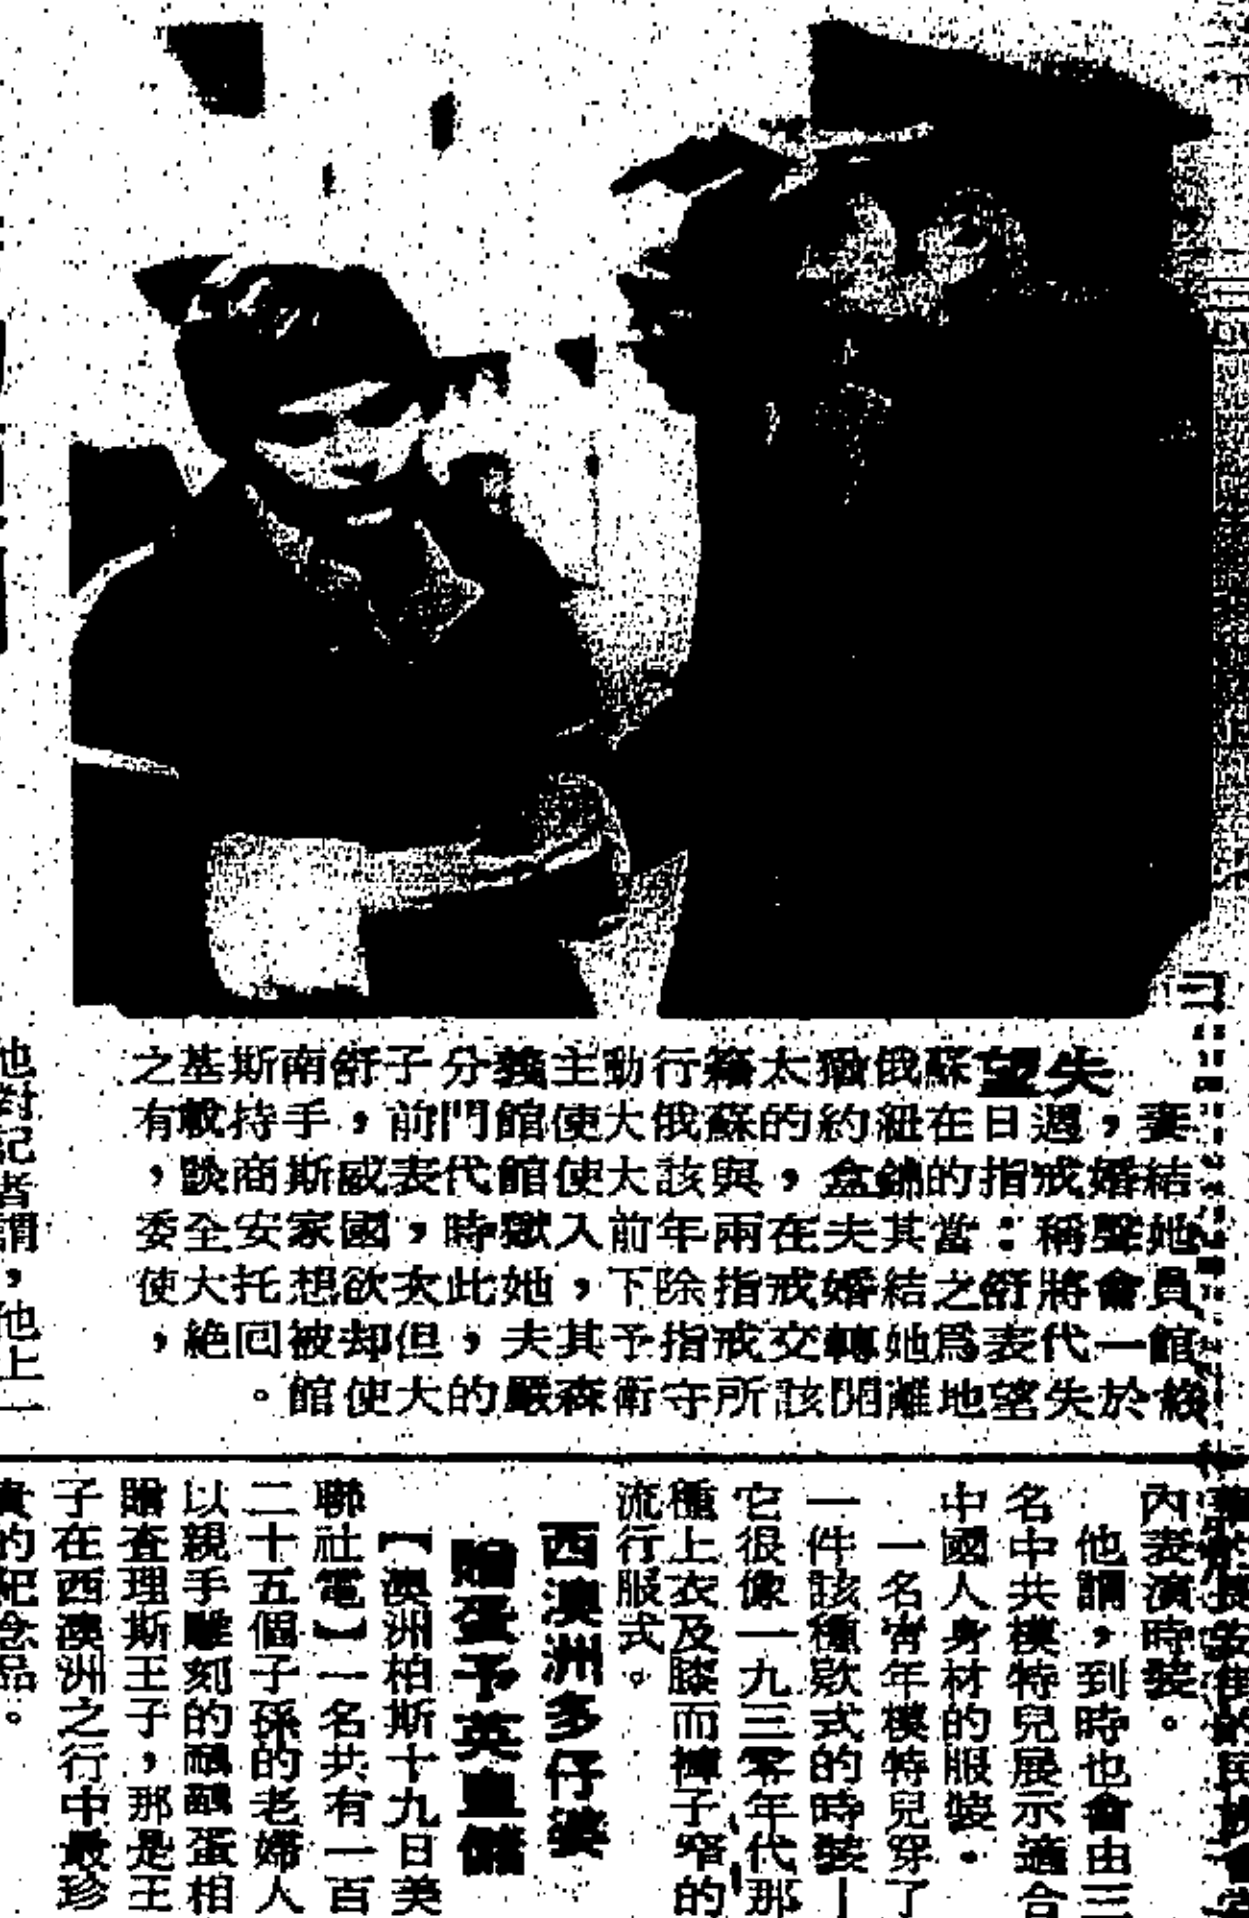 失望 蘇俄猶太籍行動主義分子舒南斯基之
妻，週日在紐約的蘇俄大使館門前，手持載有
結婚戒指的錦盒，與該大使館代表威斯商談，
她聲稱：當其夫在兩年前入獄時，國家安全委
員會將舒之結婚戒指除下，她此次欲想托大使
館一代表爲她轉交戒指予其夫，但却被回絕，
終於失望地離開該所守衛森嚴的大使館。
他對記者謂，他上一
內表演時裝。
他謂，到時也會由三
名中共模特兒展示適合
中國人身材的服裝。
一名青年模特兒穿了
一件該種欵式的時裝—
它很像一九三零年代那
種上衣及膝而褲子窄的
流行服式。
西澳洲多仔婆
贈蛋予英皇儲
【澳洲柏斯十九日美
聯社電】一名共有一百
二十五個子孫的老婦人
以親手雕刻的鴯鶓蛋相
贈查理斯王子，那是王
子在西澳洲之行中最珍
貴的紀念品。